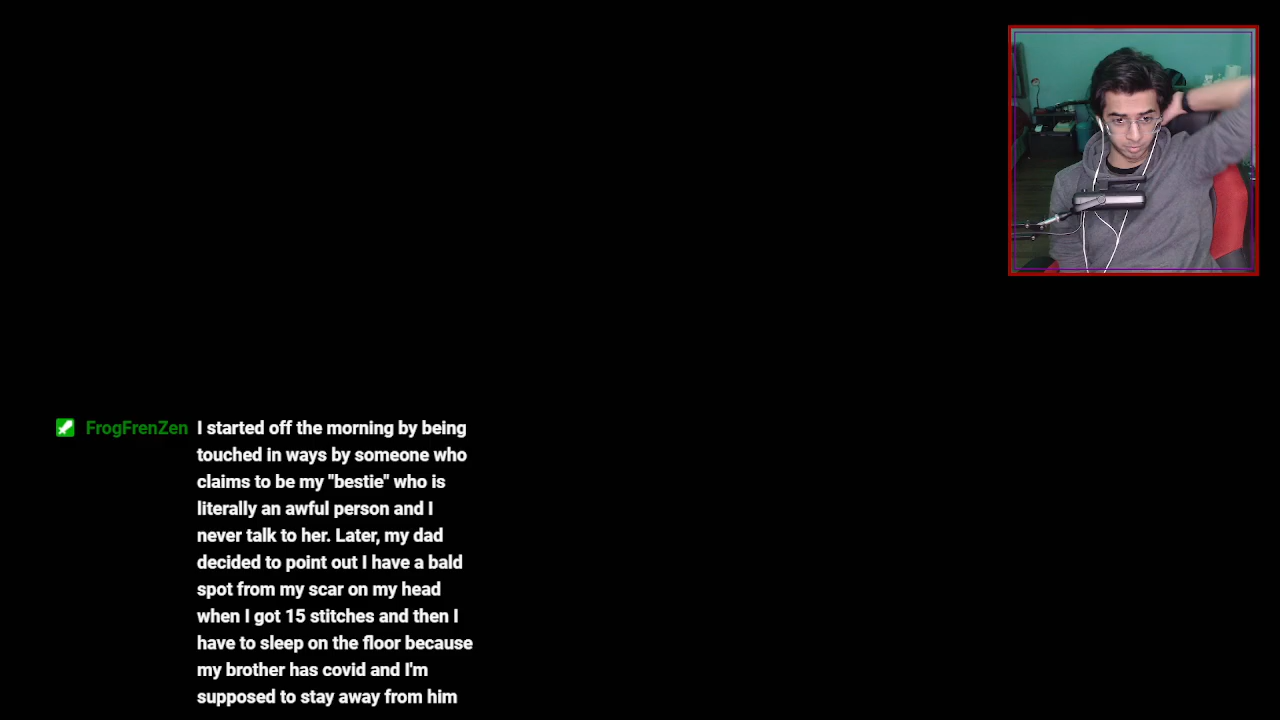 FrogFrenZen I started off the morning by being
touched in ways by someone who
claims to be my "bestie" who is
literally an awful person and I
never talk to her. Later, my dad
decided to point out I have a bald
spot from my scar on my head
when I got 15 stitches and then I
have to sleep on the floor because
my brother has covid and I'm
supposed to stay away from him